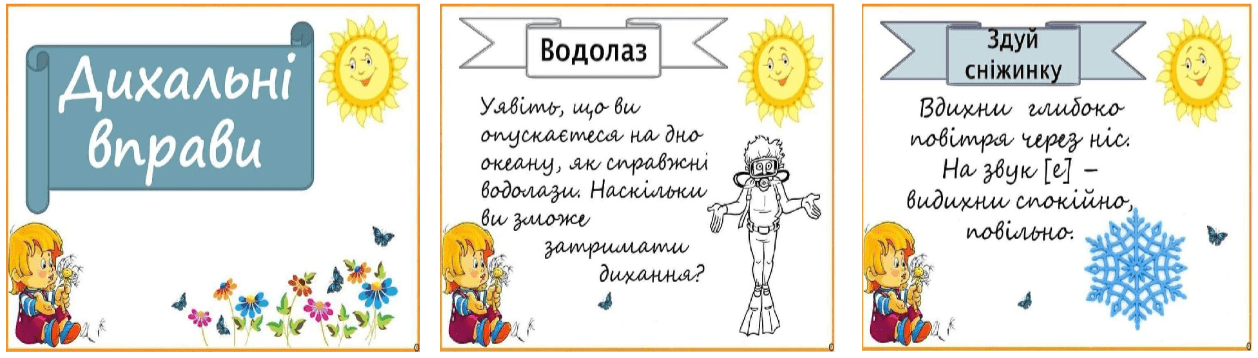 Дихальні
вправи
Водолаз
Уявіть, що ви
опускаєтеся на дно
океану, як справжні
водолази. Наскільки
ви зможе
затримати
дихання?
Здуй
сніжинку
Вдихни глибоко
повітря через ніс.
На звук [е] –
видихни спокійно,
повільно.